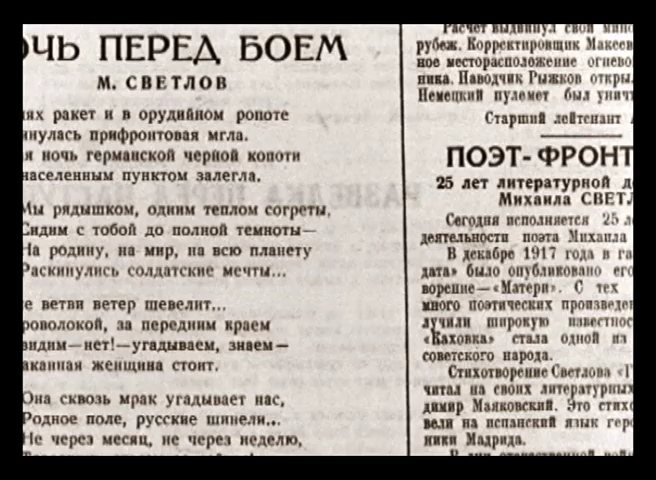 ОЧЬ ПЕРЕД БОЕМ
М. СВЕТЛОВ
ях ракет и в орудийном ропоте
нулась прифронтовая мгла.
я ночь германской черной копоти
населенным пунктом залегла.
Мы рядышком, одним теплом согреты,
Сидим с тобой до полной темноты—
На родину, на мир, на всю планету
Раскинулись солдатские мечты...
е ветви ветер шевелит...
роволокой, за передним краем
видим—нет!—угадываем, знаем—
аканная женщина стоит.
Она сквозь мрак угадывает нас,
Родное поле, русские шинели...
Не через месяц, не через неделю,
Расчет выдвинул свой
рубеж. Корректировщик Макеев
ное месторасположение огнево
ника. Наводчик Рыжков откры
Немецкий пулемет был унич
Старший лейтенант
ПОЭТ-ФРОНТ
25 лет литературной д
Михаила СВЕТЛ
Сегодня исполняется 25 л
деятельности поэта Михаила
В декабре 1917 года в га
дата» было опубликовано его
ворение—«Матери». С тех
много поэтических произведе
лучили широкую известнос
«Каховка» стала одной из
советского народа.
Стихотворение Светлова «Г
читал на своих литературных
димир Маяковский. Это стихо
вели на испанский язык гер
ники Мадрида.